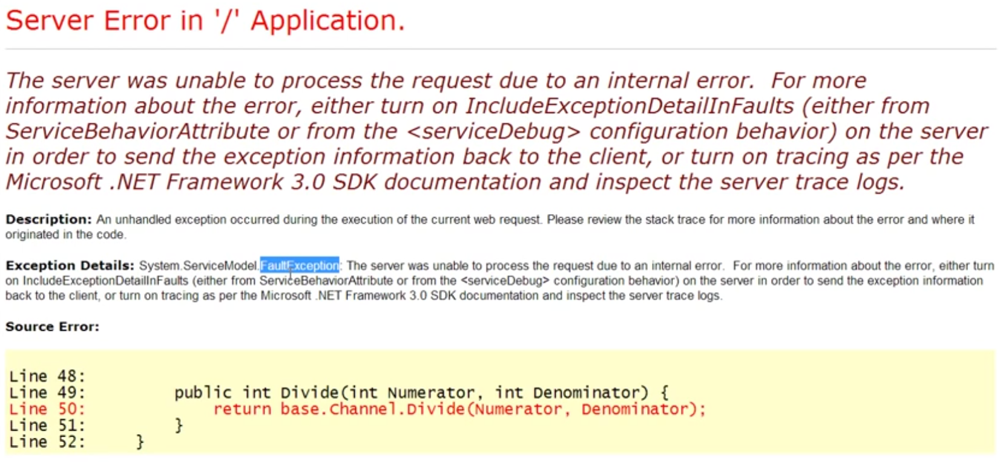 Server Error in '/' Application.
The server was unable to process the request due to an internal error.  For more
information about the error, either turn on IncludeExceptionDetailInFaults (either from
ServiceBehaviorAttribute or from the <serviceDebug> configuration behavior) on the server
in order to send the exception information back to the client, or turn on tracing as per the
Microsoft .NET Framework 3.0 SDK documentation and inspect the server trace logs.
Description: An unhandled exception occurred during the execution of the current web request. Please review the stack trace for more information about the error and where it
originated in the code.
Exception Details: System.ServiceModel.FaultException: The server was unable to process the request due to an internal error.  For more information about the error, either turn
on IncludeExceptionDetailInFaults (either from ServiceBehaviorAttribute or from the <serviceDebug> configuration behavior) on the server in order to send the exception information
back to the client, or turn on tracing as per the Microsoft .NET Framework 3.0 SDK documentation and inspect the server trace logs.
Source Error:
Line 48:
Line 49:         public int Divide(int Numerator, int Denominator) {
Line 50:             return base.Channel.Divide(Numerator, Denominator);
Line 51:         }
Line 52:     }